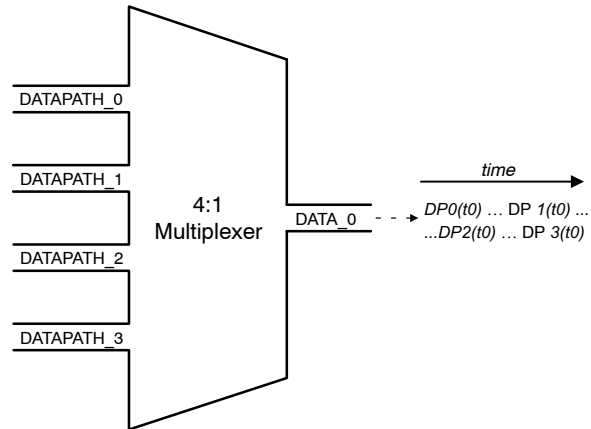 DATAPATH_0
DATAPATH_1
DATAPATH_2
DATAPATH_3
4:1
Multiplexer
DATA_0
time
DP0(t0) … DP 1(t0) ...
...DP2(t0) … DP 3(t0)